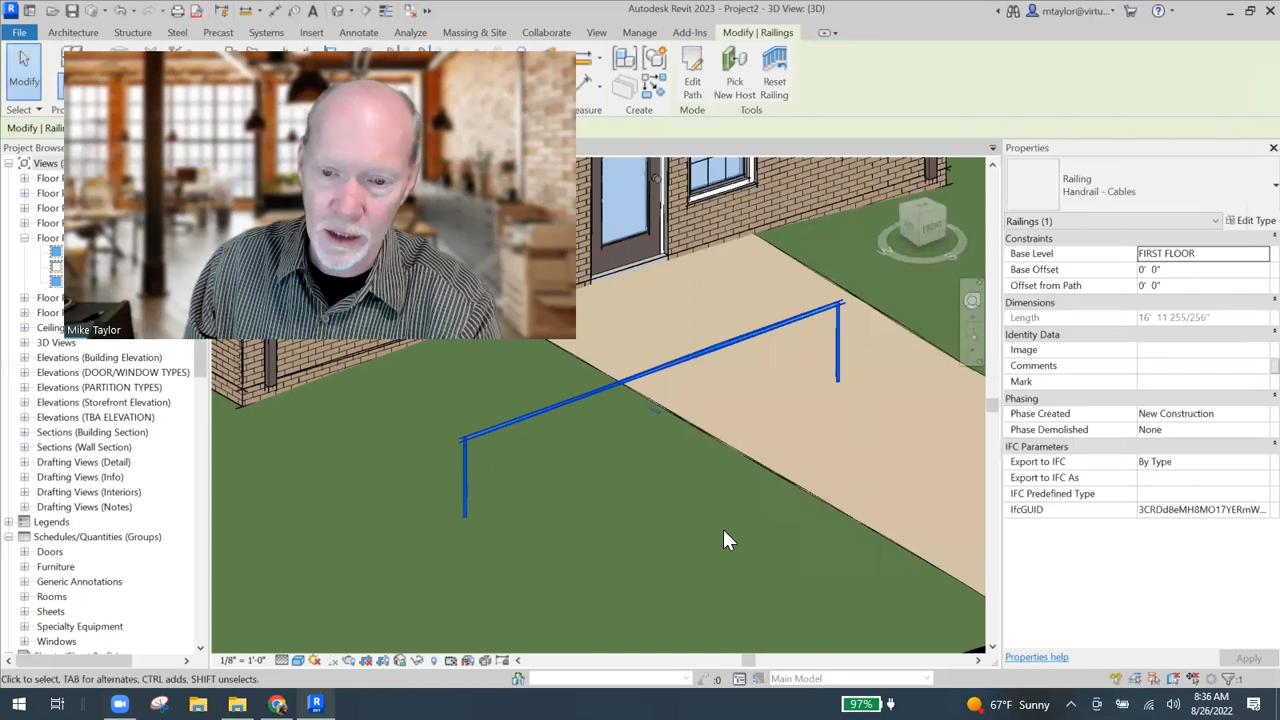 Autodesk Revit 2023 - Project2 - 3D View: {3D}
mtaylor@virtu...
File Architecture Structure Steel Precast Systems Insert Annotate Analyze Massing & Site Collaborate View Manage Add-Ins Modify | Railings
Modify
Edit Path
Pick New Host
Reset Railing
Select
Create
Mode
Tools
Modify | Railin
Project Browse
Views (
Floor
Floor
Floor
Floor
Floor
Floor
Floor
Ceiling
3D Views
Elevations (Building Elevation)
Elevations (DOOR/WINDOW TYPES)
Elevations (PARTITION TYPES)
Elevations (Storefront Elevation)
Elevations (TBA ELEVATION)
Sections (Building Section)
Sections (Wall Section)
Drafting Views (Detail)
Drafting Views (Info)
Drafting Views (Interiors)
Drafting Views (Notes)
Legends
Schedules/Quantities (Groups)
Doors
Furniture
Generic Annotations
Rooms
Sheets
Specialty Equipment
Windows
Mike Taylor
FRONT
Properties
Railing
Handrail - Cables
Railings (1)
Edit Type
Constraints
Base Level FIRST FLOOR
Base Offset 0' 0"
Offset from Path 0' 0"
Dimensions
Length 16' 11 255/256"
Identity Data
Image
Comments
Mark
Phasing
Phase Created New Construction
Phase Demolished None
IFC Parameters
Export to IFC By Type
Export to IFC As
IFC Predefined Type
IfcGUID 3CRDd8eMH8MO17YERmW...
Properties help
Apply
1/8" = 1'-0"
Click to select, TAB for alternates, CTRL adds, SHIFT unselects.
:0
Main Model
:1
97%
67°F Sunny
8:36 AM
8/26/2022